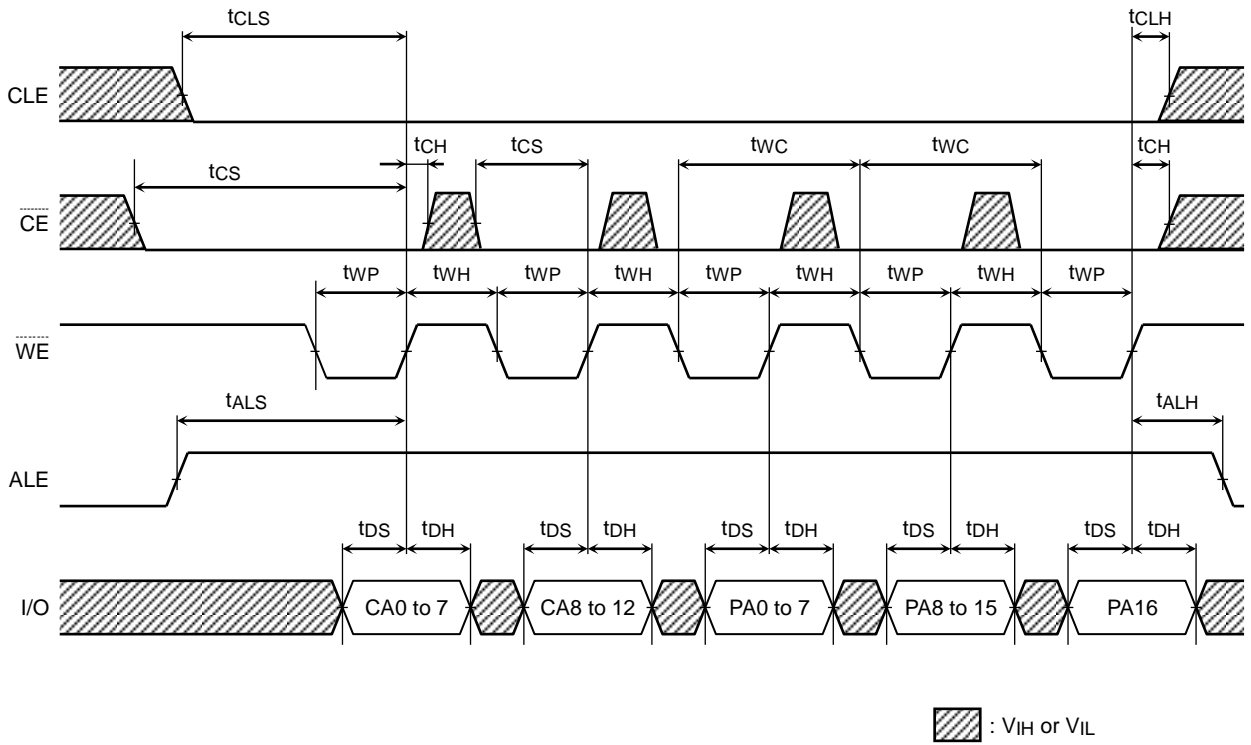 tCLS tCLH
CLE
tCH tCS tWC tWC tCH
tCS
CE
tWP tWH tWP tWH tWP tWH tWP tWH tWP
WE
tALS tALH
ALE
tDS tDH tDS tDH tDS tDH tDS tDH tDS tDH
I/O CA0 to 7 CA8 to 12 PA0 to 7 PA8 to 15 PA16
: VIH or VIL